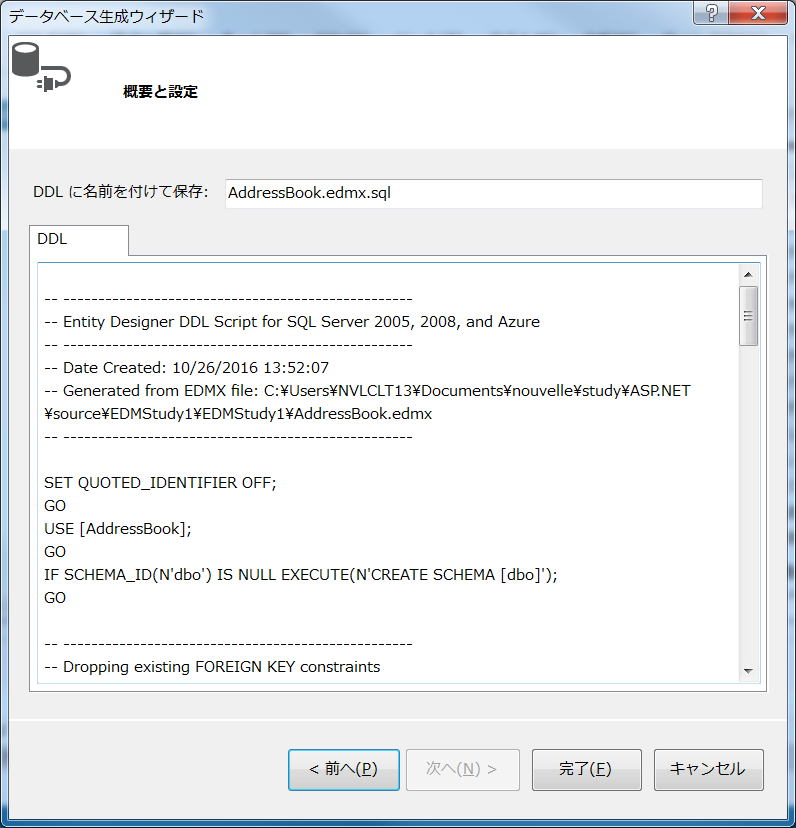 データベース生成ウィザード
概要と設定
DDL に名前を付けて保存: AddressBook.edmx.sql
DDL
-- --------------------------------------------------
-- Entity Designer DDL Script for SQL Server 2005, 2008, and Azure
-- --------------------------------------------------
-- Date Created: 10/26/2016 13:52:07
-- Generated from EDMX file: C:¥Users¥NVLCLT13¥Documents¥nouvelle¥study¥ASP.NET
¥source¥EDMStudy1¥EDMStudy1¥AddressBook.edmx
-- --------------------------------------------------
SET QUOTED_IDENTIFIER OFF;
GO
USE [AddressBook];
GO
IF SCHEMA_ID(N'dbo') IS NULL EXECUTE(N'CREATE SCHEMA [dbo]');
GO
-- --------------------------------------------------
-- Dropping existing FOREIGN KEY constraints
< 前へ(P) 次へ(N) > 完了(F) キャンセル